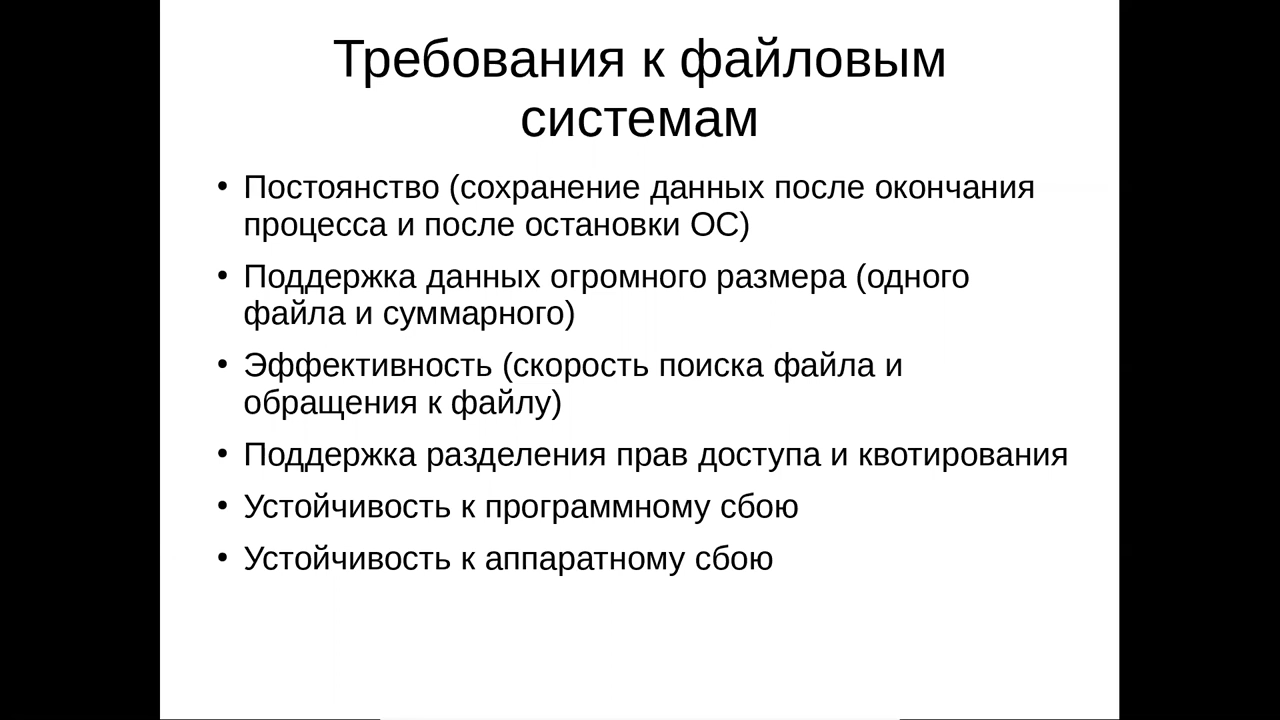 Требования к файловым
системам
• Постоянство (сохранение данных после окончания
процесса и после остановки ОС)
• Поддержка данных огромного размера (одного
файла и суммарного)
• Эффективность (скорость поиска файла и
обращения к файлу)
• Поддержка разделения прав доступа и квотирования
• Устойчивость к программному сбою
• Устойчивость к аппаратному сбою